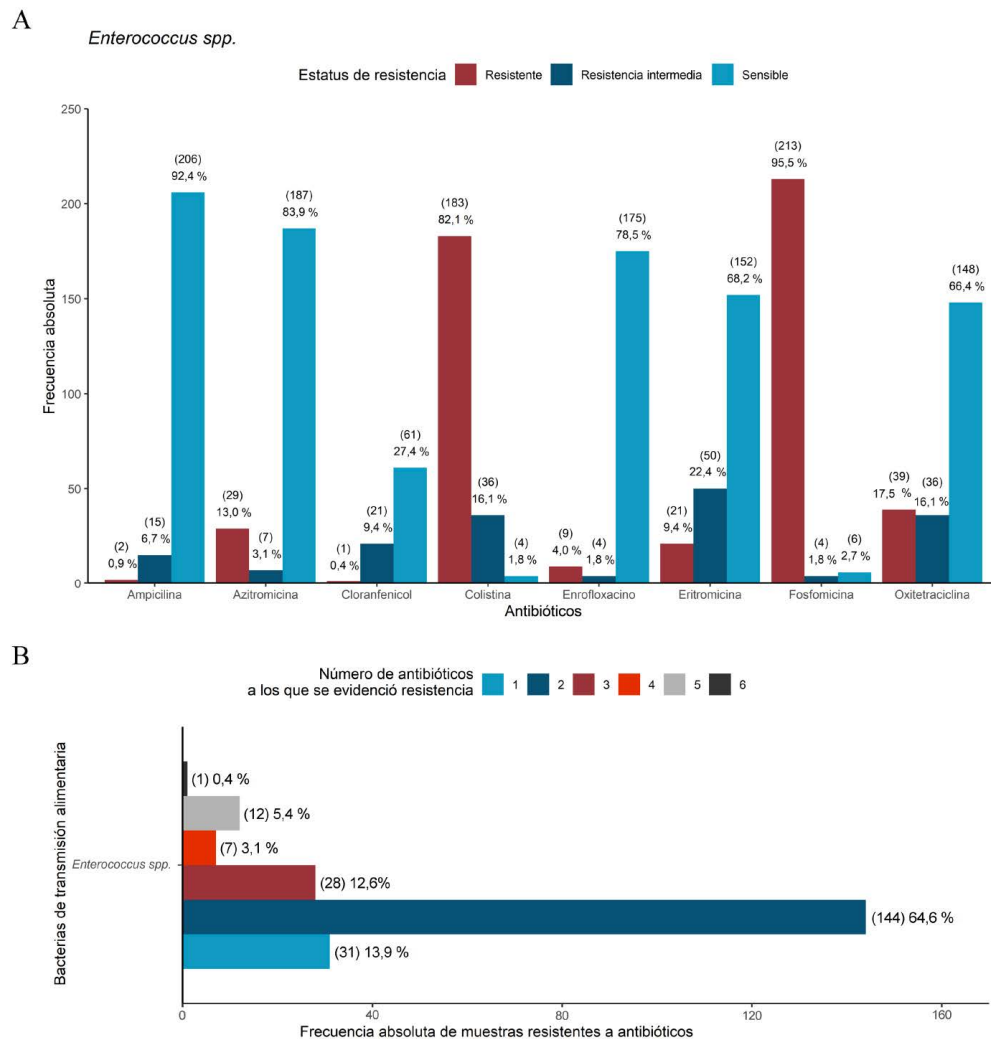 A
Enterococcus spp.
Estatus de resistencia Resistente Resistencia intermedia Sensible
Frecuencia absoluta
250
200
150
100
50
0
(2)
0,9 %
(15)
6,7 %
(206)
92,4 %
(29)
13,0 %
(7)
3,1 %
(187)
83,9 %
(1)
0,4 %
(21)
9,4 %
(61)
27,4 %
(183)
82,1 %
(36)
16,1 %
(4)
1,8 %
(9)
4,0 %
(4)
1,8 %
(175)
78,5 %
(21)
9,4 %
(50)
22,4 %
(152)
68,2 %
(213)
95,5 %
(4)
1,8 %
(6)
2,7 %
(39)
17,5 %
(36)
16,1 %
(148)
66,4 %
Ampicilina Azitromicina Cloranfenicol Colistina Enrofloxacino Eritromicina Fosfomicina Oxitetraciclina
Antibióticos
B
Número de antibióticos
a los que se evidenció resistencia
1 2 3 4 5 6
Bacterias de transmisión alimentaria
Enterococcus spp.
(1) 0,4 %
(12) 5,4 %
(7) 3,1 %
(28) 12,6%
(144) 64,6 %
(31) 13,9 %
0 40 80 120 160
Frecuencia absoluta de muestras resistentes a antibióticos